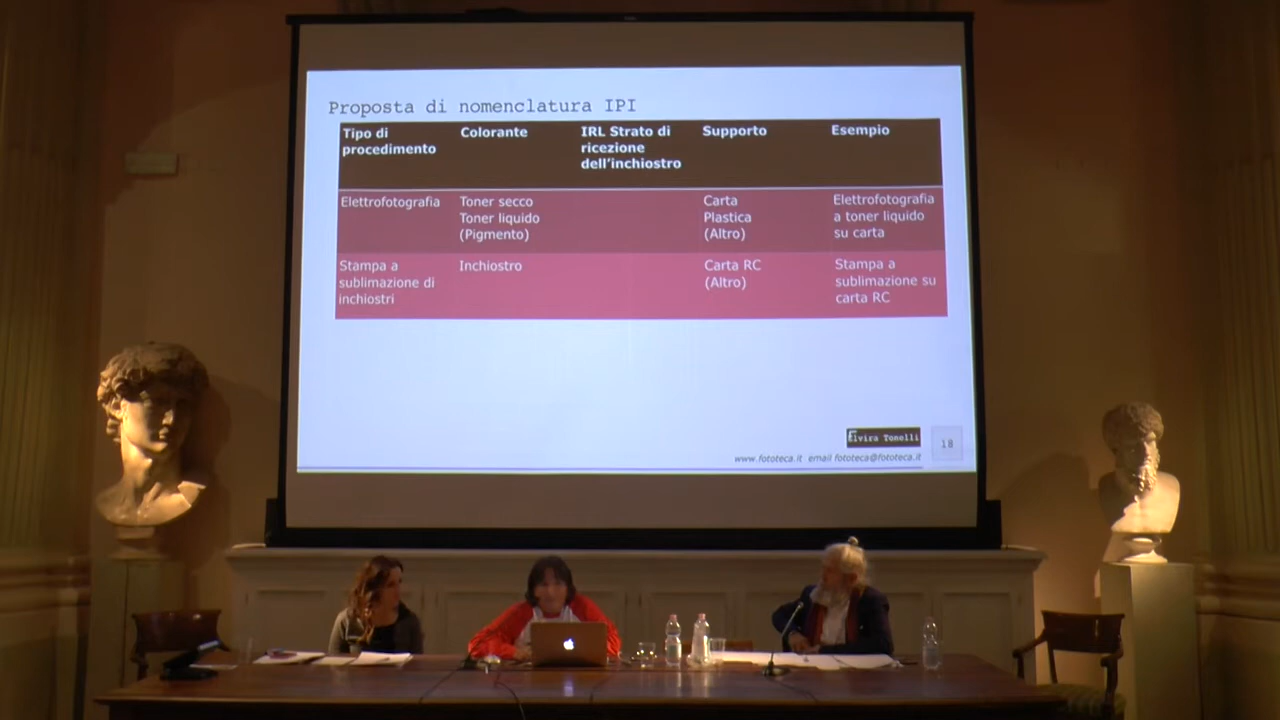 Proposta di nomenclatura IPI
Tipo di procedimento
Colorante
IRL Strato di ricezione dell'inchiostro
Supporto
Esempio
Elettrofotografia
Toner secco
Toner liquido
(Pigmento)
Carta
Plastica
(Altro)
Elettrofotografia
a toner liquido
su carta
Stampa a
sublimazione di
inchiostri
Inchiostro
Carta RC
(Altro)
Stampa a
sublimazione su
carta RC
Elvira Tonelli
18
www.fototeca.it email fototeca@fototeca.it